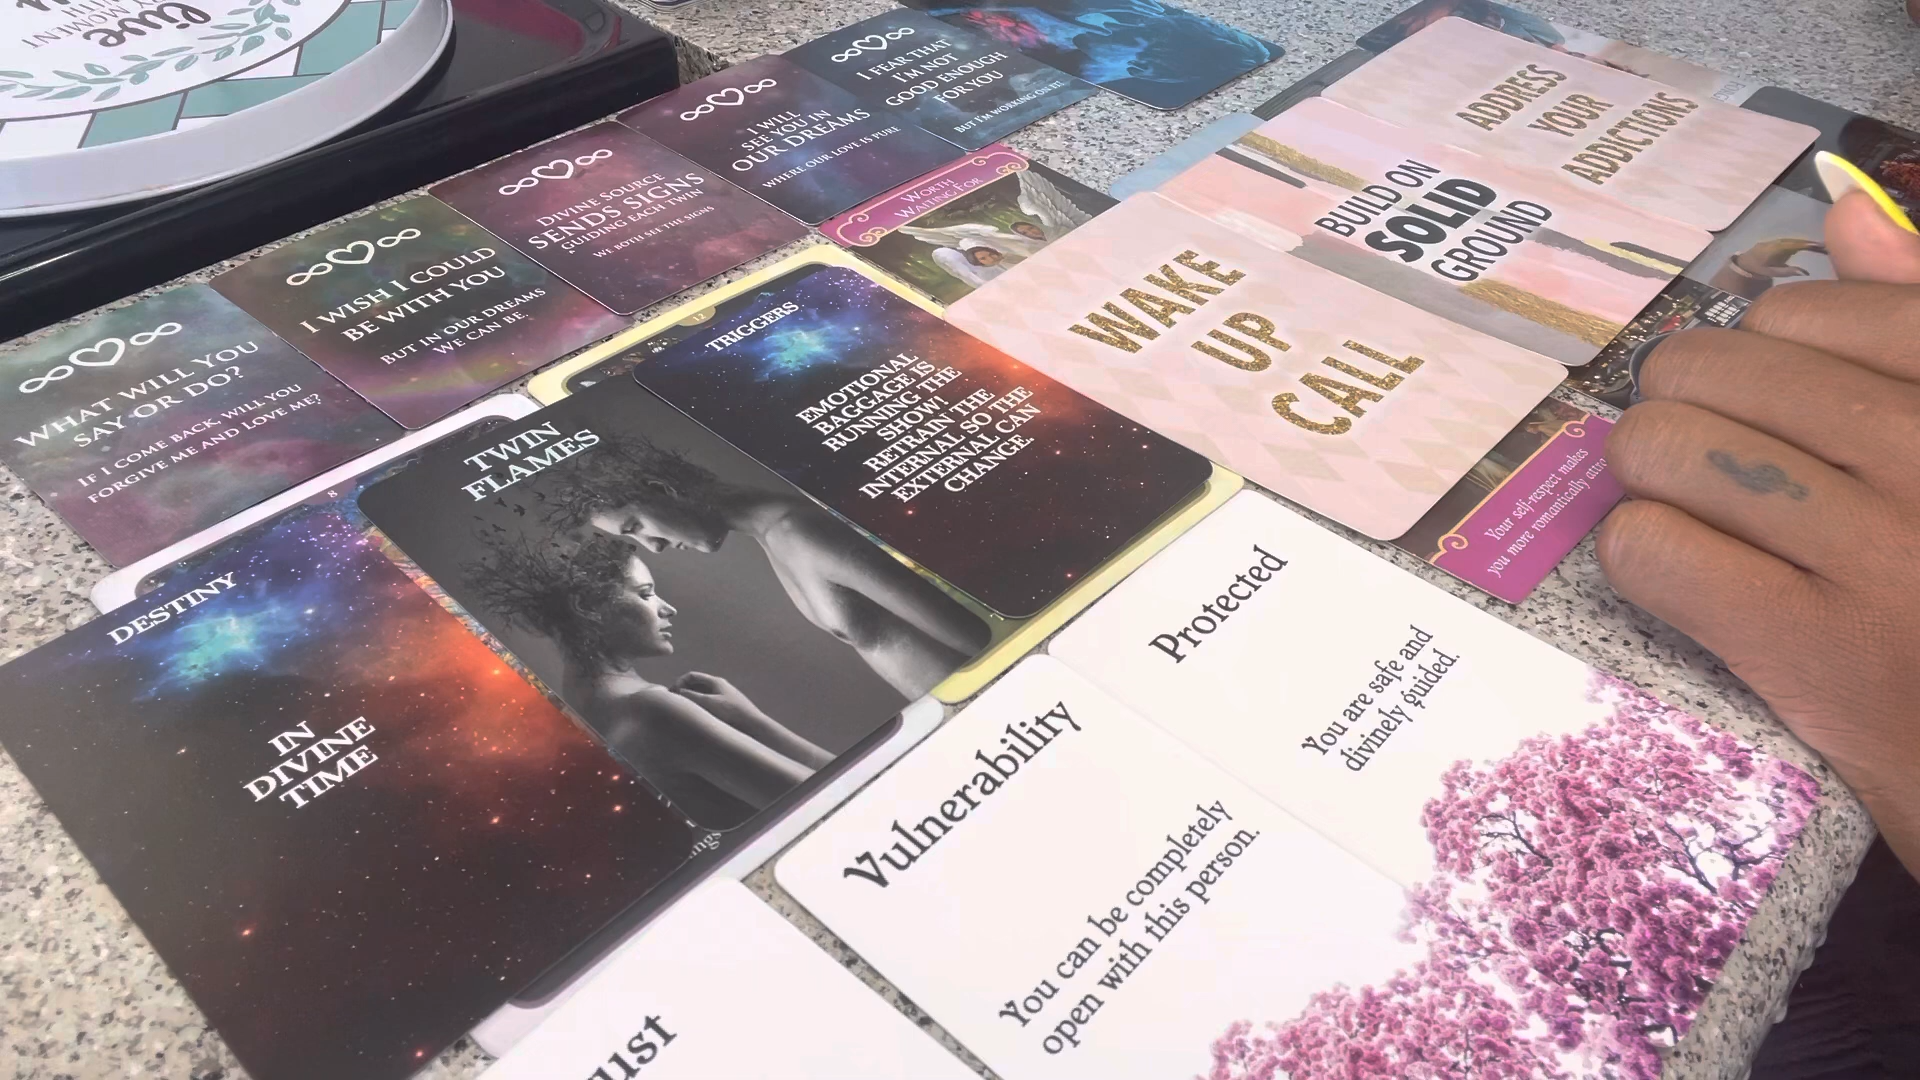 live
MOMENT
∞♡∞
I FEAR THAT
I'M NOT
GOOD ENOUGH
FOR YOU
BUT I'M WORKING ON IT.
∞♡∞
I WILL
SEE YOU IN
OUR DREAMS
WHERE OUR LOVE IS PURE
∞♡∞
DIVINE SOURCE
SENDS SIGNS
GUIDING EACH TWIN
WE BOTH SEE THE SIGNS
∞♡∞
I WISH I COULD
BE WITH YOU
BUT IN OUR DREAMS
WE CAN BE.
∞♡∞
WHAT WILL YOU
SAY OR DO?
IF I COME BACK, WILL YOU
FORGIVE ME AND LOVE ME?
ADDRESS
YOUR
ADDICTIONS
BUILD ON
SOLID
GROUND
WAKE
UP
CALL
WORTH
WAITING FOR
Your self-respect makes
you more romantically
12
TRIGGERS
EMOTIONAL
BAGGAGE IS
RUNNING THE
SHOW!
RETRAIN THE
INTERNAL SO THE
EXTERNAL CAN
CHANGE.
TWIN
FLAMES
8
DESTINY
IN
DIVINE
TIME
Protected
You are safe and
divinely guided.
Vulnerability
You can be completely
open with this person.